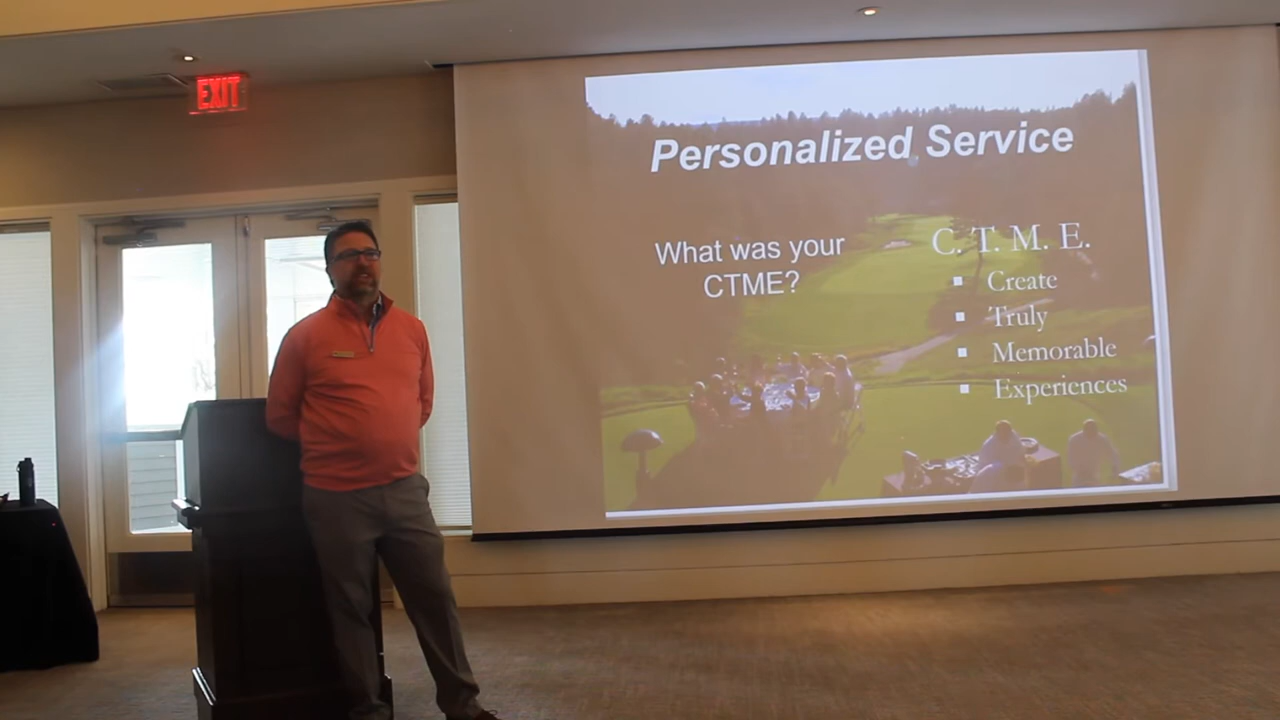 EXIT
Personalized Service
What was your
CTME?
C. T. M. E.
Create
Truly
Memorable
Experiences